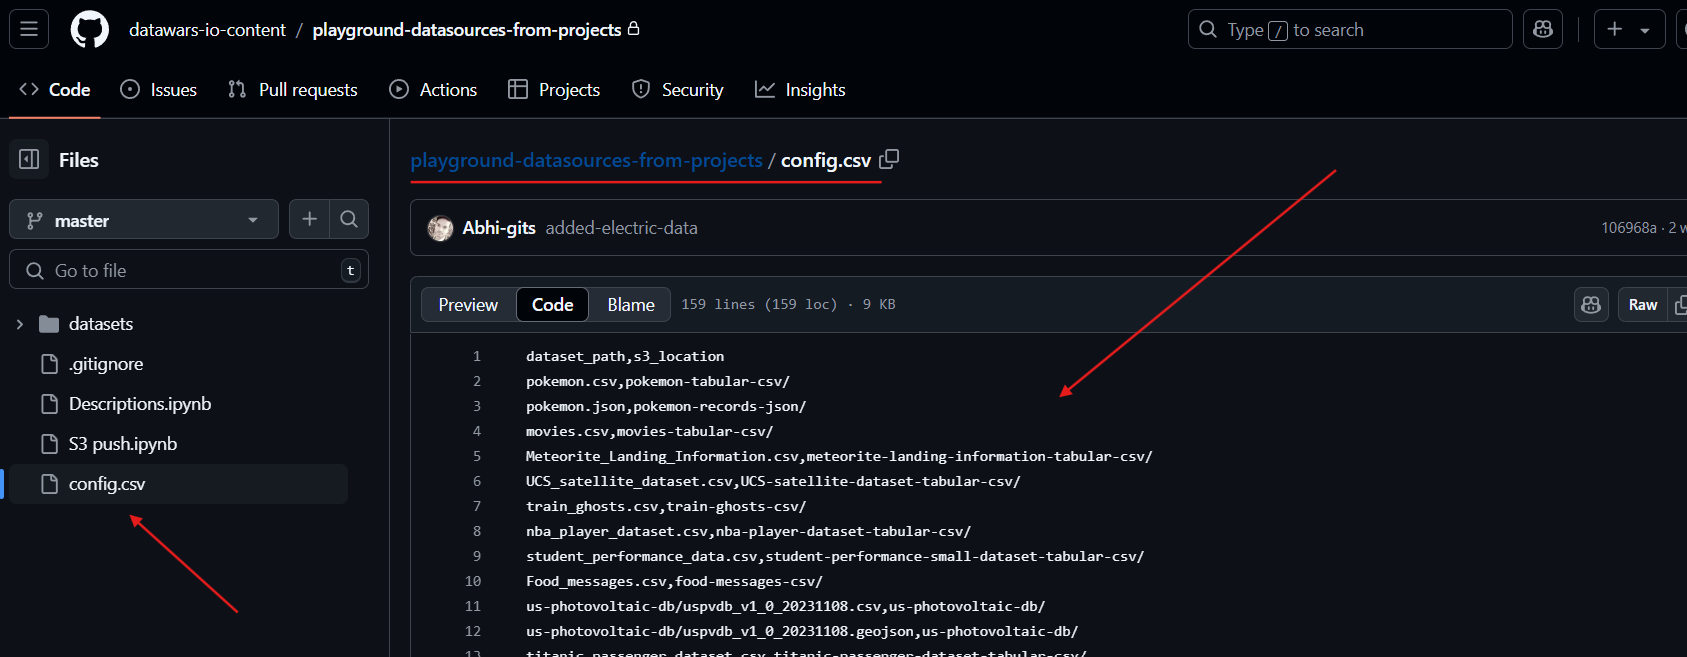 datawars-io-content / playground-datasources-from-projects
Type / to search
Code
Issues
Pull requests
Actions
Projects
Security
Insights
Files
master
Go to file
t
datasets
.gitignore
Descriptions.ipynb
S3 push.ipynb
config.csv
playground-datasources-from-projects / config.csv
Abhi-gits added-electric-data
106968a · 2 w
Preview
Code
Blame
159 lines (159 loc) · 9 KB
Raw
1 dataset_path,s3_location
2 pokemon.csv,pokemon-tabular-csv/
3 pokemon.json,pokemon-records-json/
4 movies.csv,movies-tabular-csv/
5 Meteorite_Landing_Information.csv,meteorite-landing-information-tabular-csv/
6 UCS_satellite_dataset.csv,UCS-satellite-dataset-tabular-csv/
7 train_ghosts.csv,train-ghosts-csv/
8 nba_player_dataset.csv,nba-player-dataset-tabular-csv/
9 student_performance_data.csv,student-performance-small-dataset-tabular-csv/
10 Food_messages.csv,food-messages-csv/
11 us-photovoltaic-db/uspvdb_v1_0_20231108.csv,us-photovoltaic-db/
12 us-photovoltaic-db/uspvdb_v1_0_20231108.geojson,us-photovoltaic-db/
13 titanic_passenger_dataset.csv,titanic-passenger-dataset-tabular-csv/